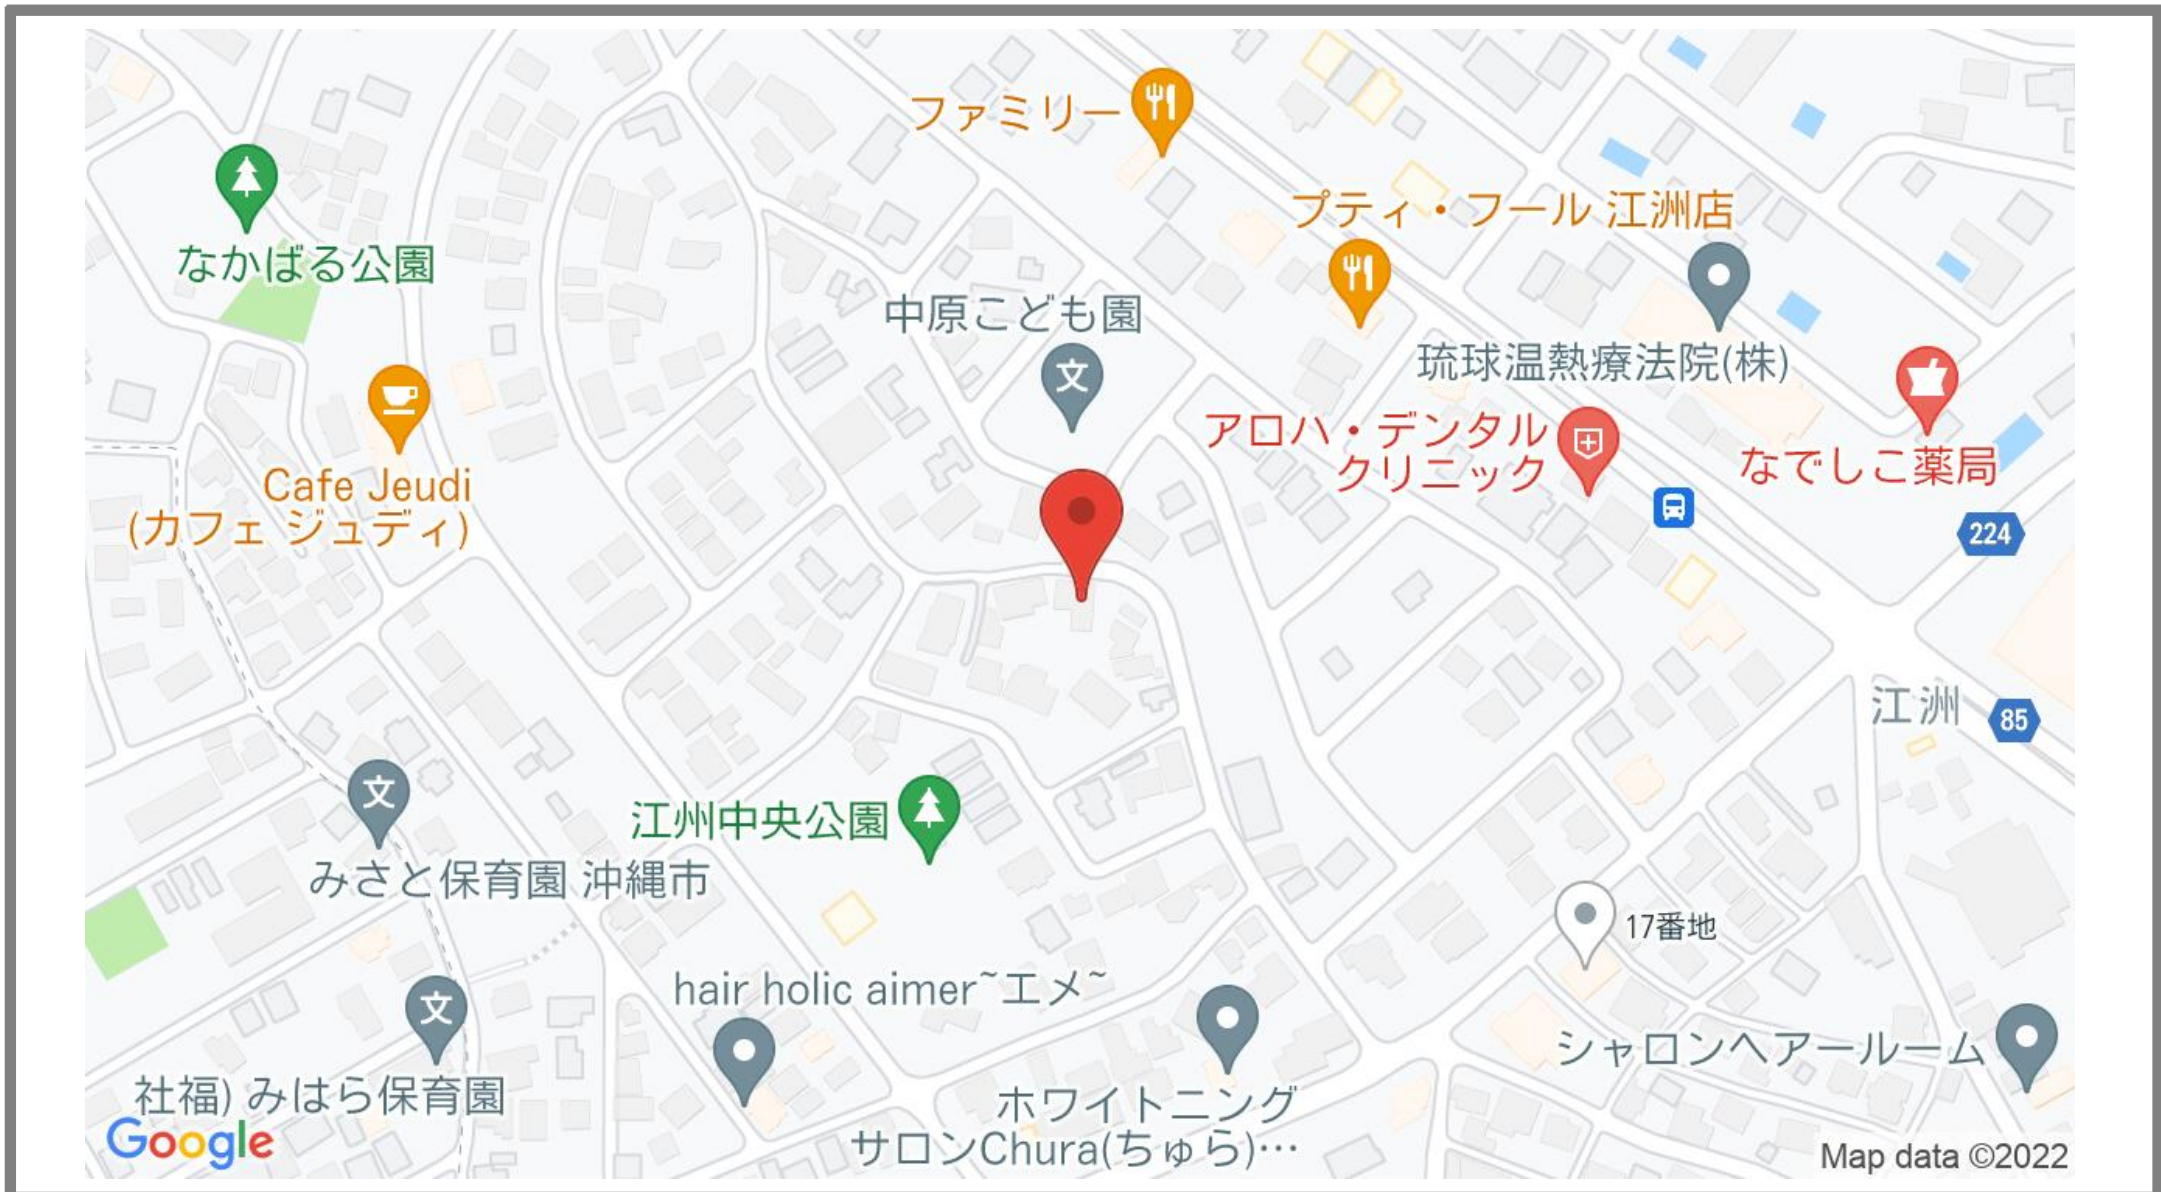 ファミリー
プティ・フール 江洲店
なかばる公園
中原こども園
文
琉球温熱療法院(株)
アロハ・デンタル
クリニック
なでしこ薬局
Cafe Jeudi
(カフェ ジュディ)
224
江洲
85
文
江州中央公園
みさと保育園 沖縄市
17番地
hair holic aimer~エメ~
文
シャロンヘアールーム
社福) みはら保育園
ホワイトニング
サロンChura(ちゅら)…
Google
Map data ©2022